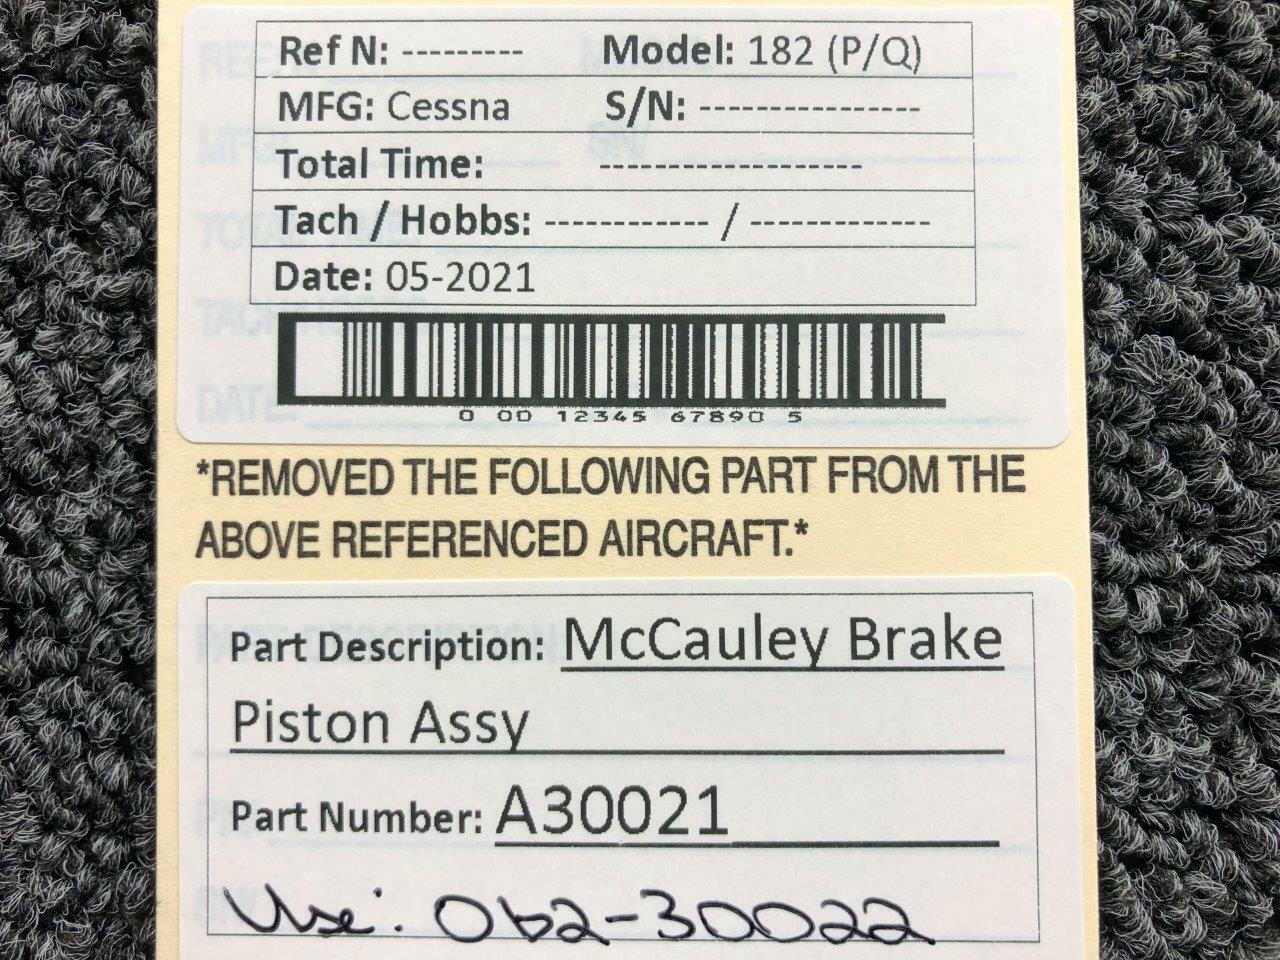 Ref N: --------- Model: 182 (P/Q)
MFG: Cessna S/N: ----------------
Total Time: -------------------
Tach / Hobbs: ------------ / -------------
Date: 05-2021
0 00 12345 67890 5
*REMOVED THE FOLLOWING PART FROM THE
ABOVE REFERENCED AIRCRAFT.*
Part Description: McCauley Brake
Piston Assy
Part Number: A30021
Use: 062-30022